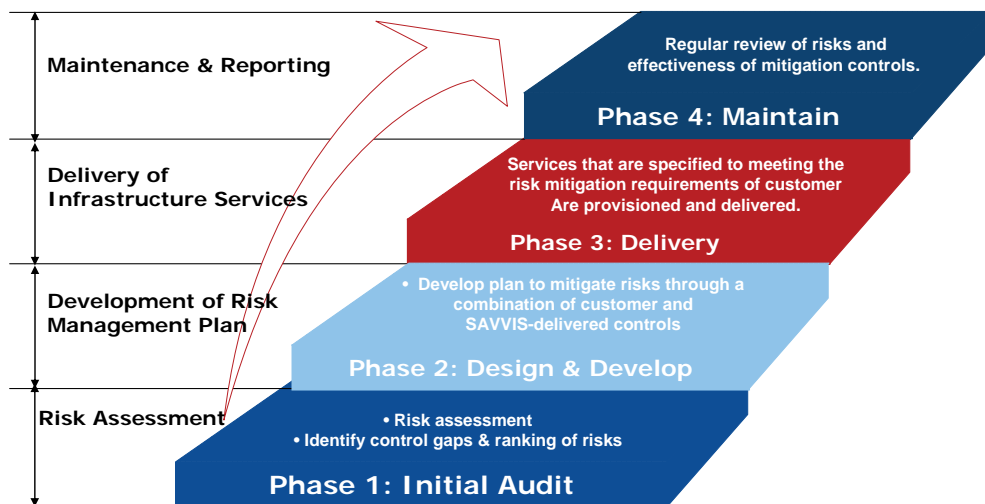 Maintenance & Reporting
Regular review of risks and
effectiveness of mitigation controls.
Phase 4: Maintain
Delivery of
Infrastructure Services
Services that are specified to meeting the
risk mitigation requirements of customer
Are provisioned and delivered.
Phase 3: Delivery
Development of Risk
Management Plan
• Develop plan to mitigate risks through a
combination of customer and
SAVVIS-delivered controls
Phase 2: Design & Develop
Risk Assessment
• Risk assessment
• Identify control gaps & ranking of risks
Phase 1: Initial Audit